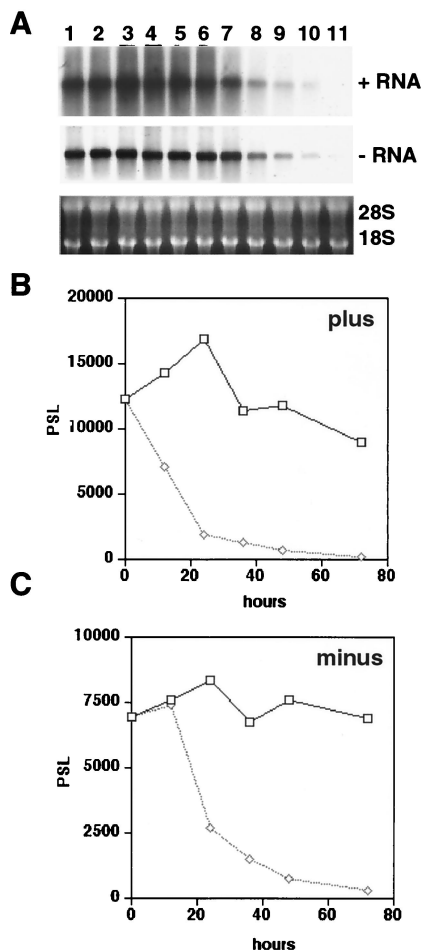 A
1 2 3 4 5 6 7 8 9 10 11
+ RNA
- RNA
28S
18S
B
20000
plus
15000
10000
5000
0
PSL
0 20 40 60 80
hours
C
10000
minus
7500
5000
2500
0
PSL
0 20 40 60 80
hours